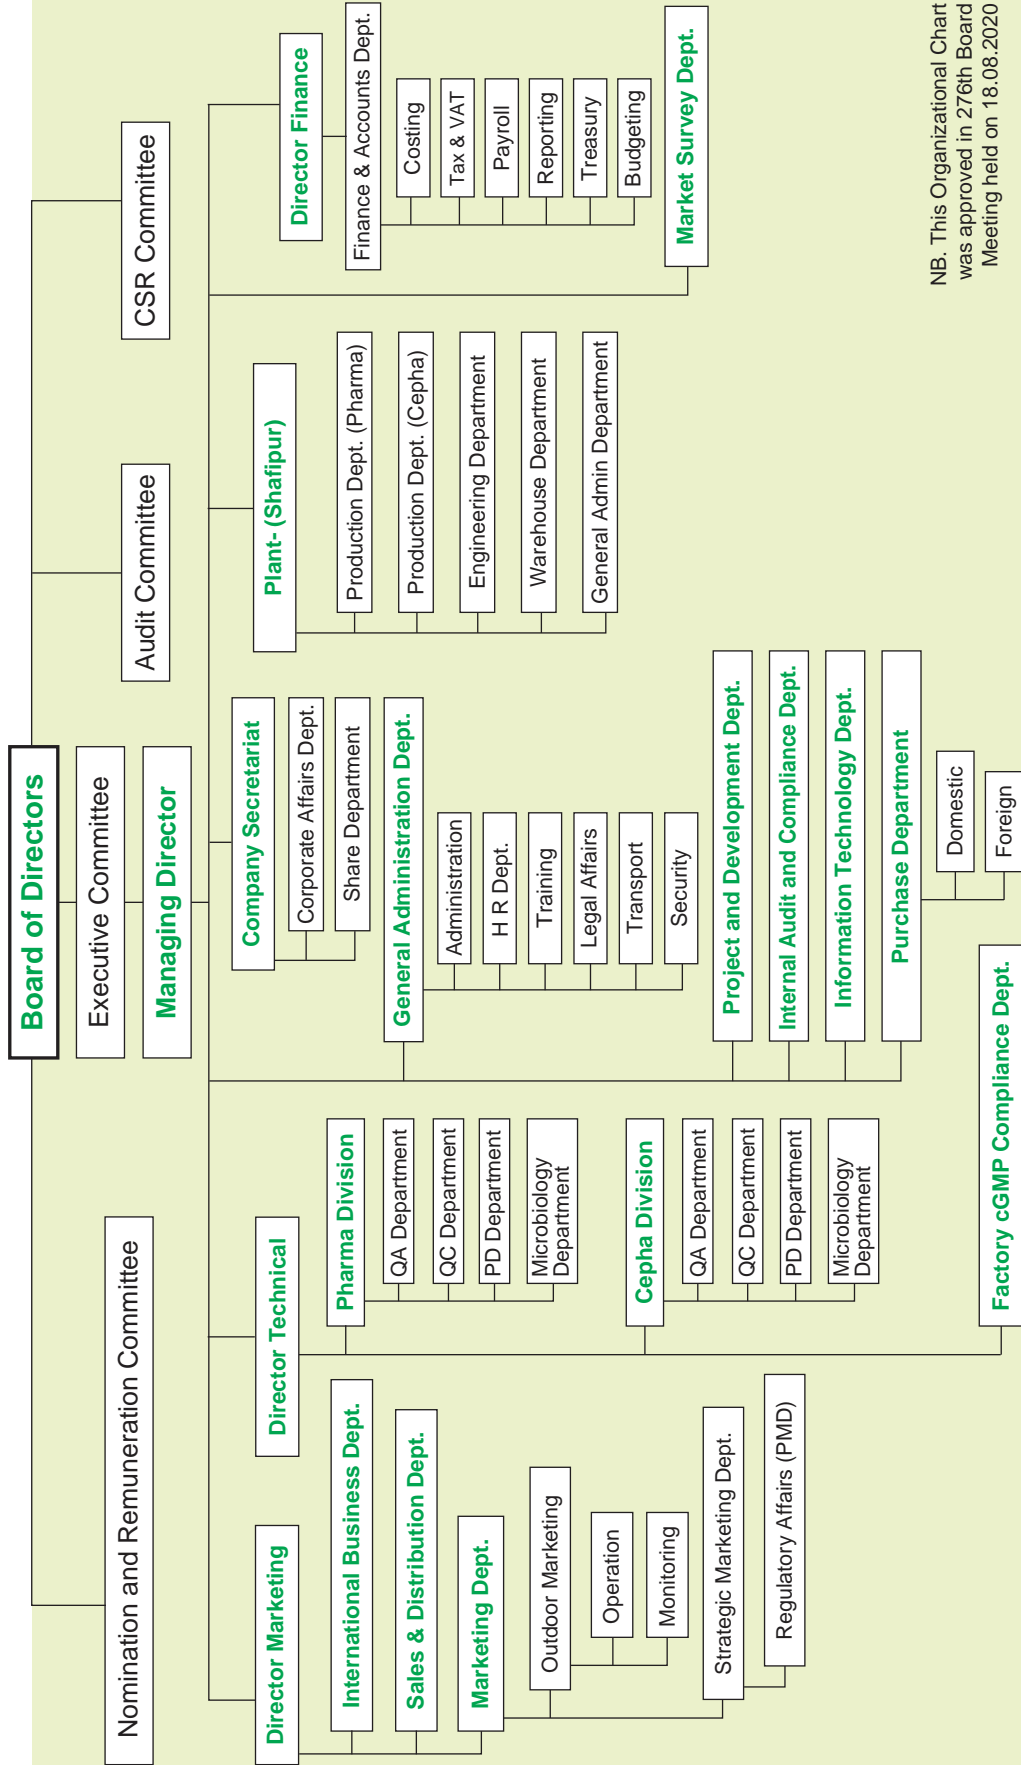 Board of Directors
Executive Committee
Managing Director
Nomination and Remuneration Committee
Audit Committee
CSR Committee
Director Marketing
International Business Dept.
Sales & Distribution Dept.
Marketing Dept.
Outdoor Marketing
Operation
Monitoring
Strategic Marketing Dept.
Regulatory Affairs (PMD)
Director Technical
Pharma Division
QA Department
QC Department
PD Department
Microbiology
Department
Cepha Division
QA Department
QC Department
PD Department
Microbiology
Department
Factory cGMP Compliance Dept.
Company Secretariat
Corporate Affairs Dept.
Share Department
General Administration Dept.
Administration
H R Dept.
Training
Legal Affairs
Transport
Security
Project and Development Dept.
Internal Audit and Compliance Dept.
Information Technology Dept.
Purchase Department
Domestic
Foreign
Plant- (Shafipur)
Production Dept. (Pharma)
Production Dept. (Cepha)
Engineering Department
Warehouse Department
General Admin Department
Director Finance
Finance & Accounts Dept.
Costing
Tax & VAT
Payroll
Reporting
Treasury
Budgeting
Market Survey Dept.
NB. This Organizational Chart
was approved in 276th Board
Meeting held on 18.08.2020